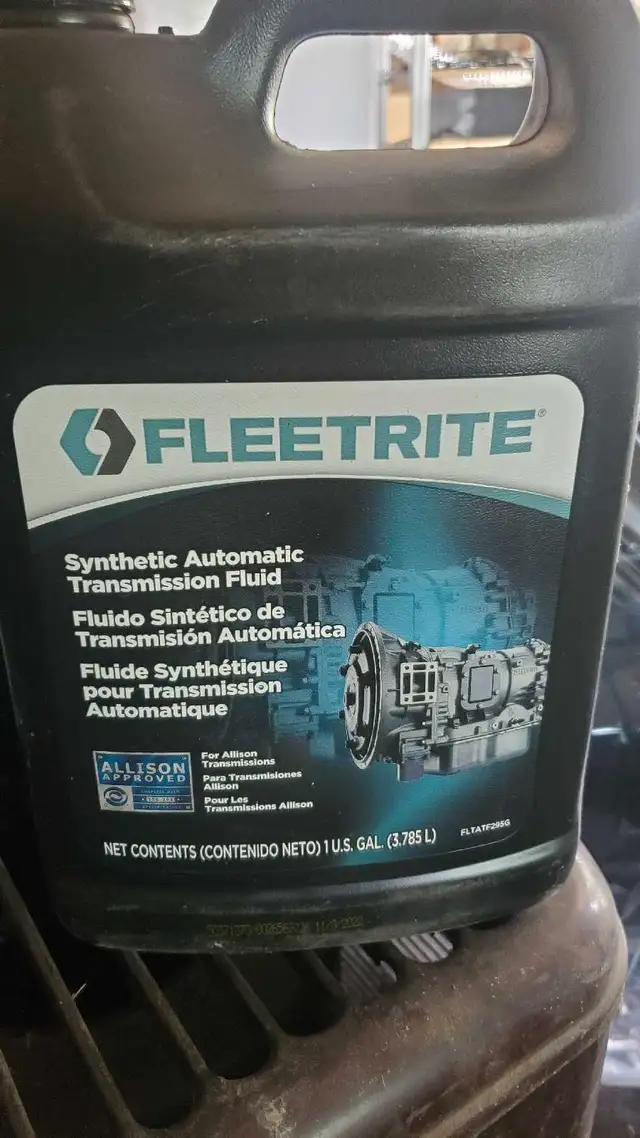 FLEETRITE®
Synthetic Automatic
Transmission Fluid
Fluido Sintético de
Transmisión Automática
Fluide Synthétique
pour Transmission
Automatique
ALLISON
APPROVED
For Allison
Transmissions
Para Transmisiones
Allison
Pour Les
Transmissions Allison
NET CONTENTS (CONTENIDO NETO) 1 U.S. GAL. (3.785 L)
FLTATF295G